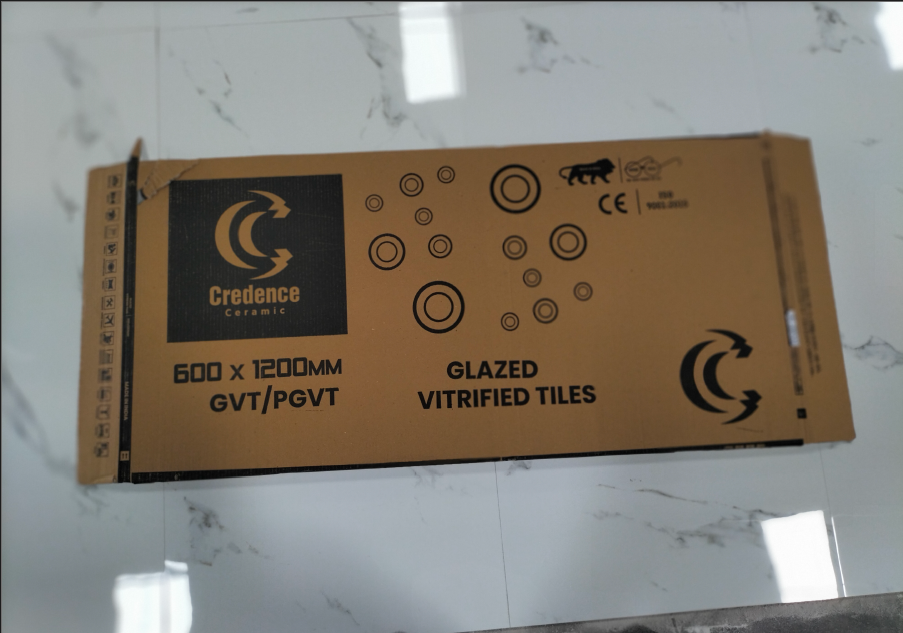 Credence
Ceramic
600 x 1200MM
GVT/PGVT
GLAZED
VITRIFIED TILES
CE
ISO